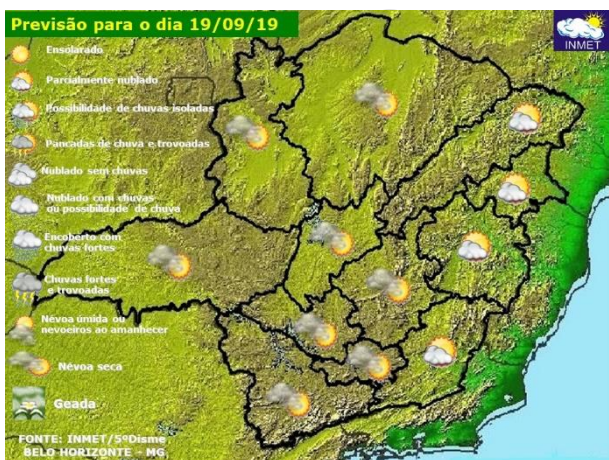 Previsão para o dia 19/09/19
INMET
Ensolarado
Parcialmente nublado
Possibilidade de chuvas isoladas
Pancadas de chuva e trovoadas
Nublado sem chuvas
Nublado com chuvas
ou possibilidade de chuva
Encoberto com
chuvas fortes
Chuvas fortes
e trovoadas
Névoa úmida ou
nevoeiros ao amanhecer
Névoa seca
Geada
FONTE: INMET/5ºDisme
BELO HORIZONTE - MG